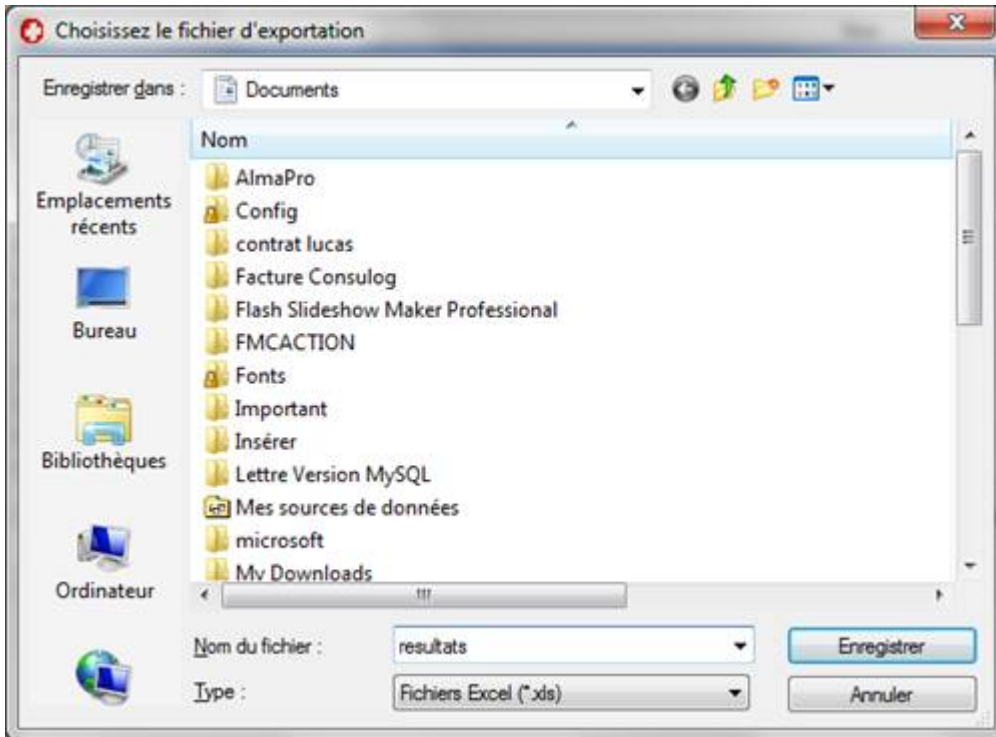 Choisissez le fichier d'exportation
Enregistrer dans :
Documents
Nom
AlmaPro
Config
contrat lucas
Facture Consulog
Flash Slideshow Maker Professional
FMCACTION
Fonts
Important
Insérer
Lettre Version MySQL
Mes sources de données
microsoft
My Downloads
Emplacements
récents
Bureau
Bibliothèques
Ordinateur
Nom du fichier :
resultats
Enregistrer
Type :
Fichiers Excel (*.xls)
Annuler